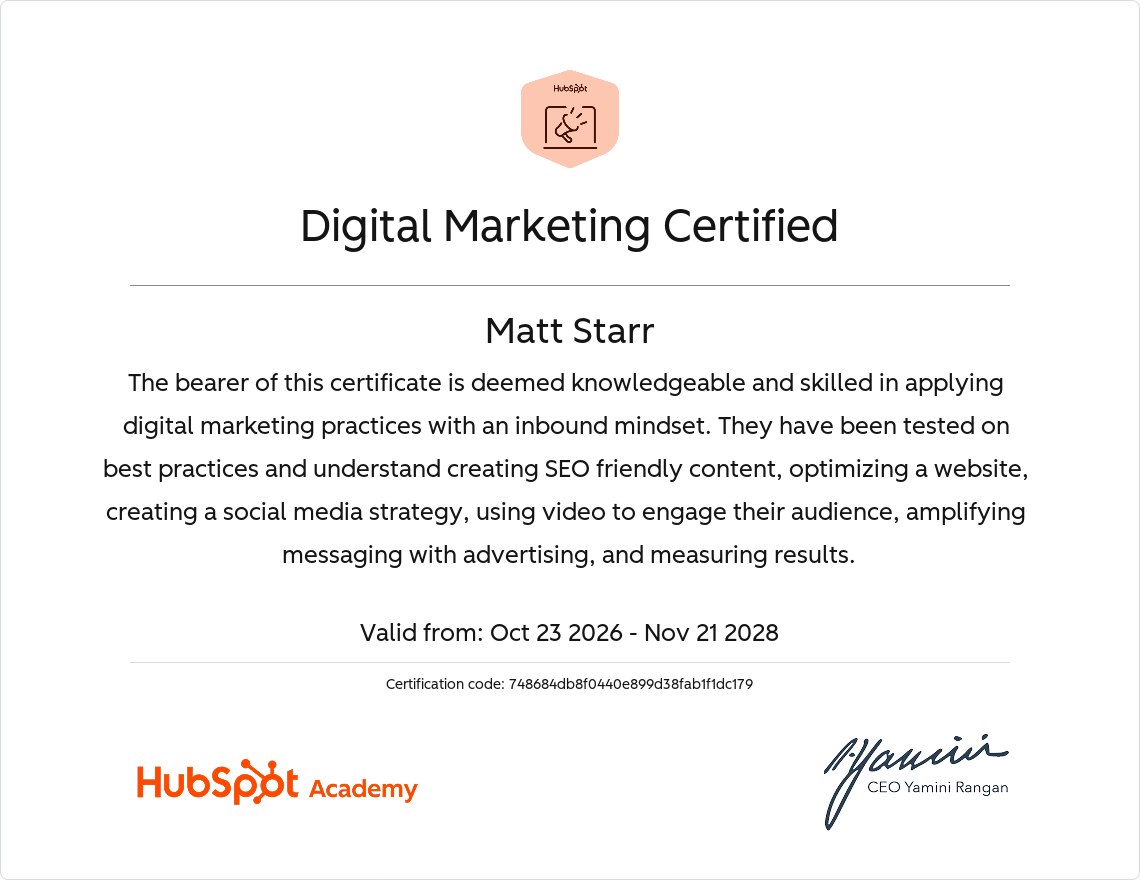 HubSpot
Digital Marketing Certified
Matt Starr
The bearer of this certificate is deemed knowledgeable and skilled in applying
digital marketing practices with an inbound mindset. They have been tested on
best practices and understand creating SEO friendly content, optimizing a website,
creating a social media strategy, using video to engage their audience, amplifying
messaging with advertising, and measuring results.
Valid from: Oct 23 2026 - Nov 21 2028
Certification code: 748684db8f0440e899d38fab1f1dc179
HubSpot Academy
Yamini
CEO Yamini Rangan